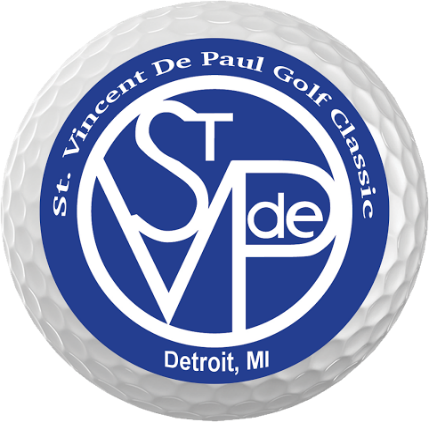 St. Vincent De Paul Golf Classic
ST
V de P
Detroit, MI